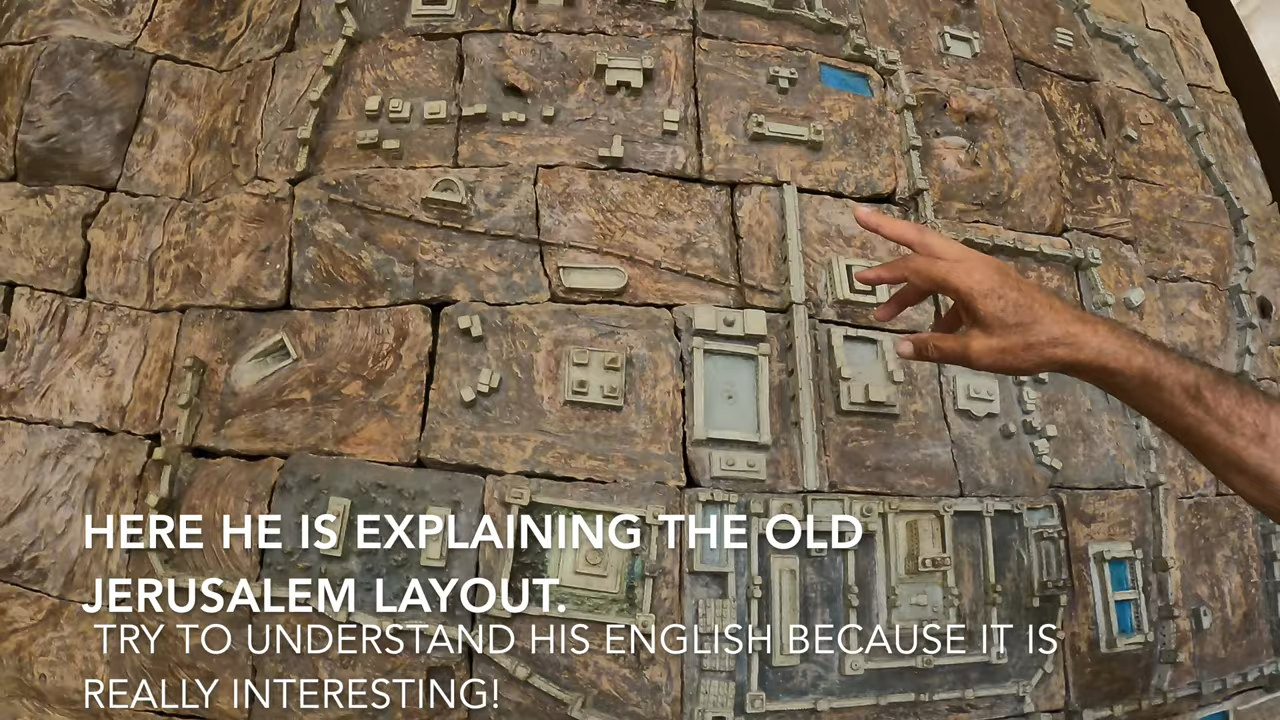 HERE HE IS EXPLAINING THE OLD
JERUSALEM LAYOUT.
TRY TO UNDERSTAND HIS ENGLISH BECAUSE IT IS
REALLY INTERESTING!